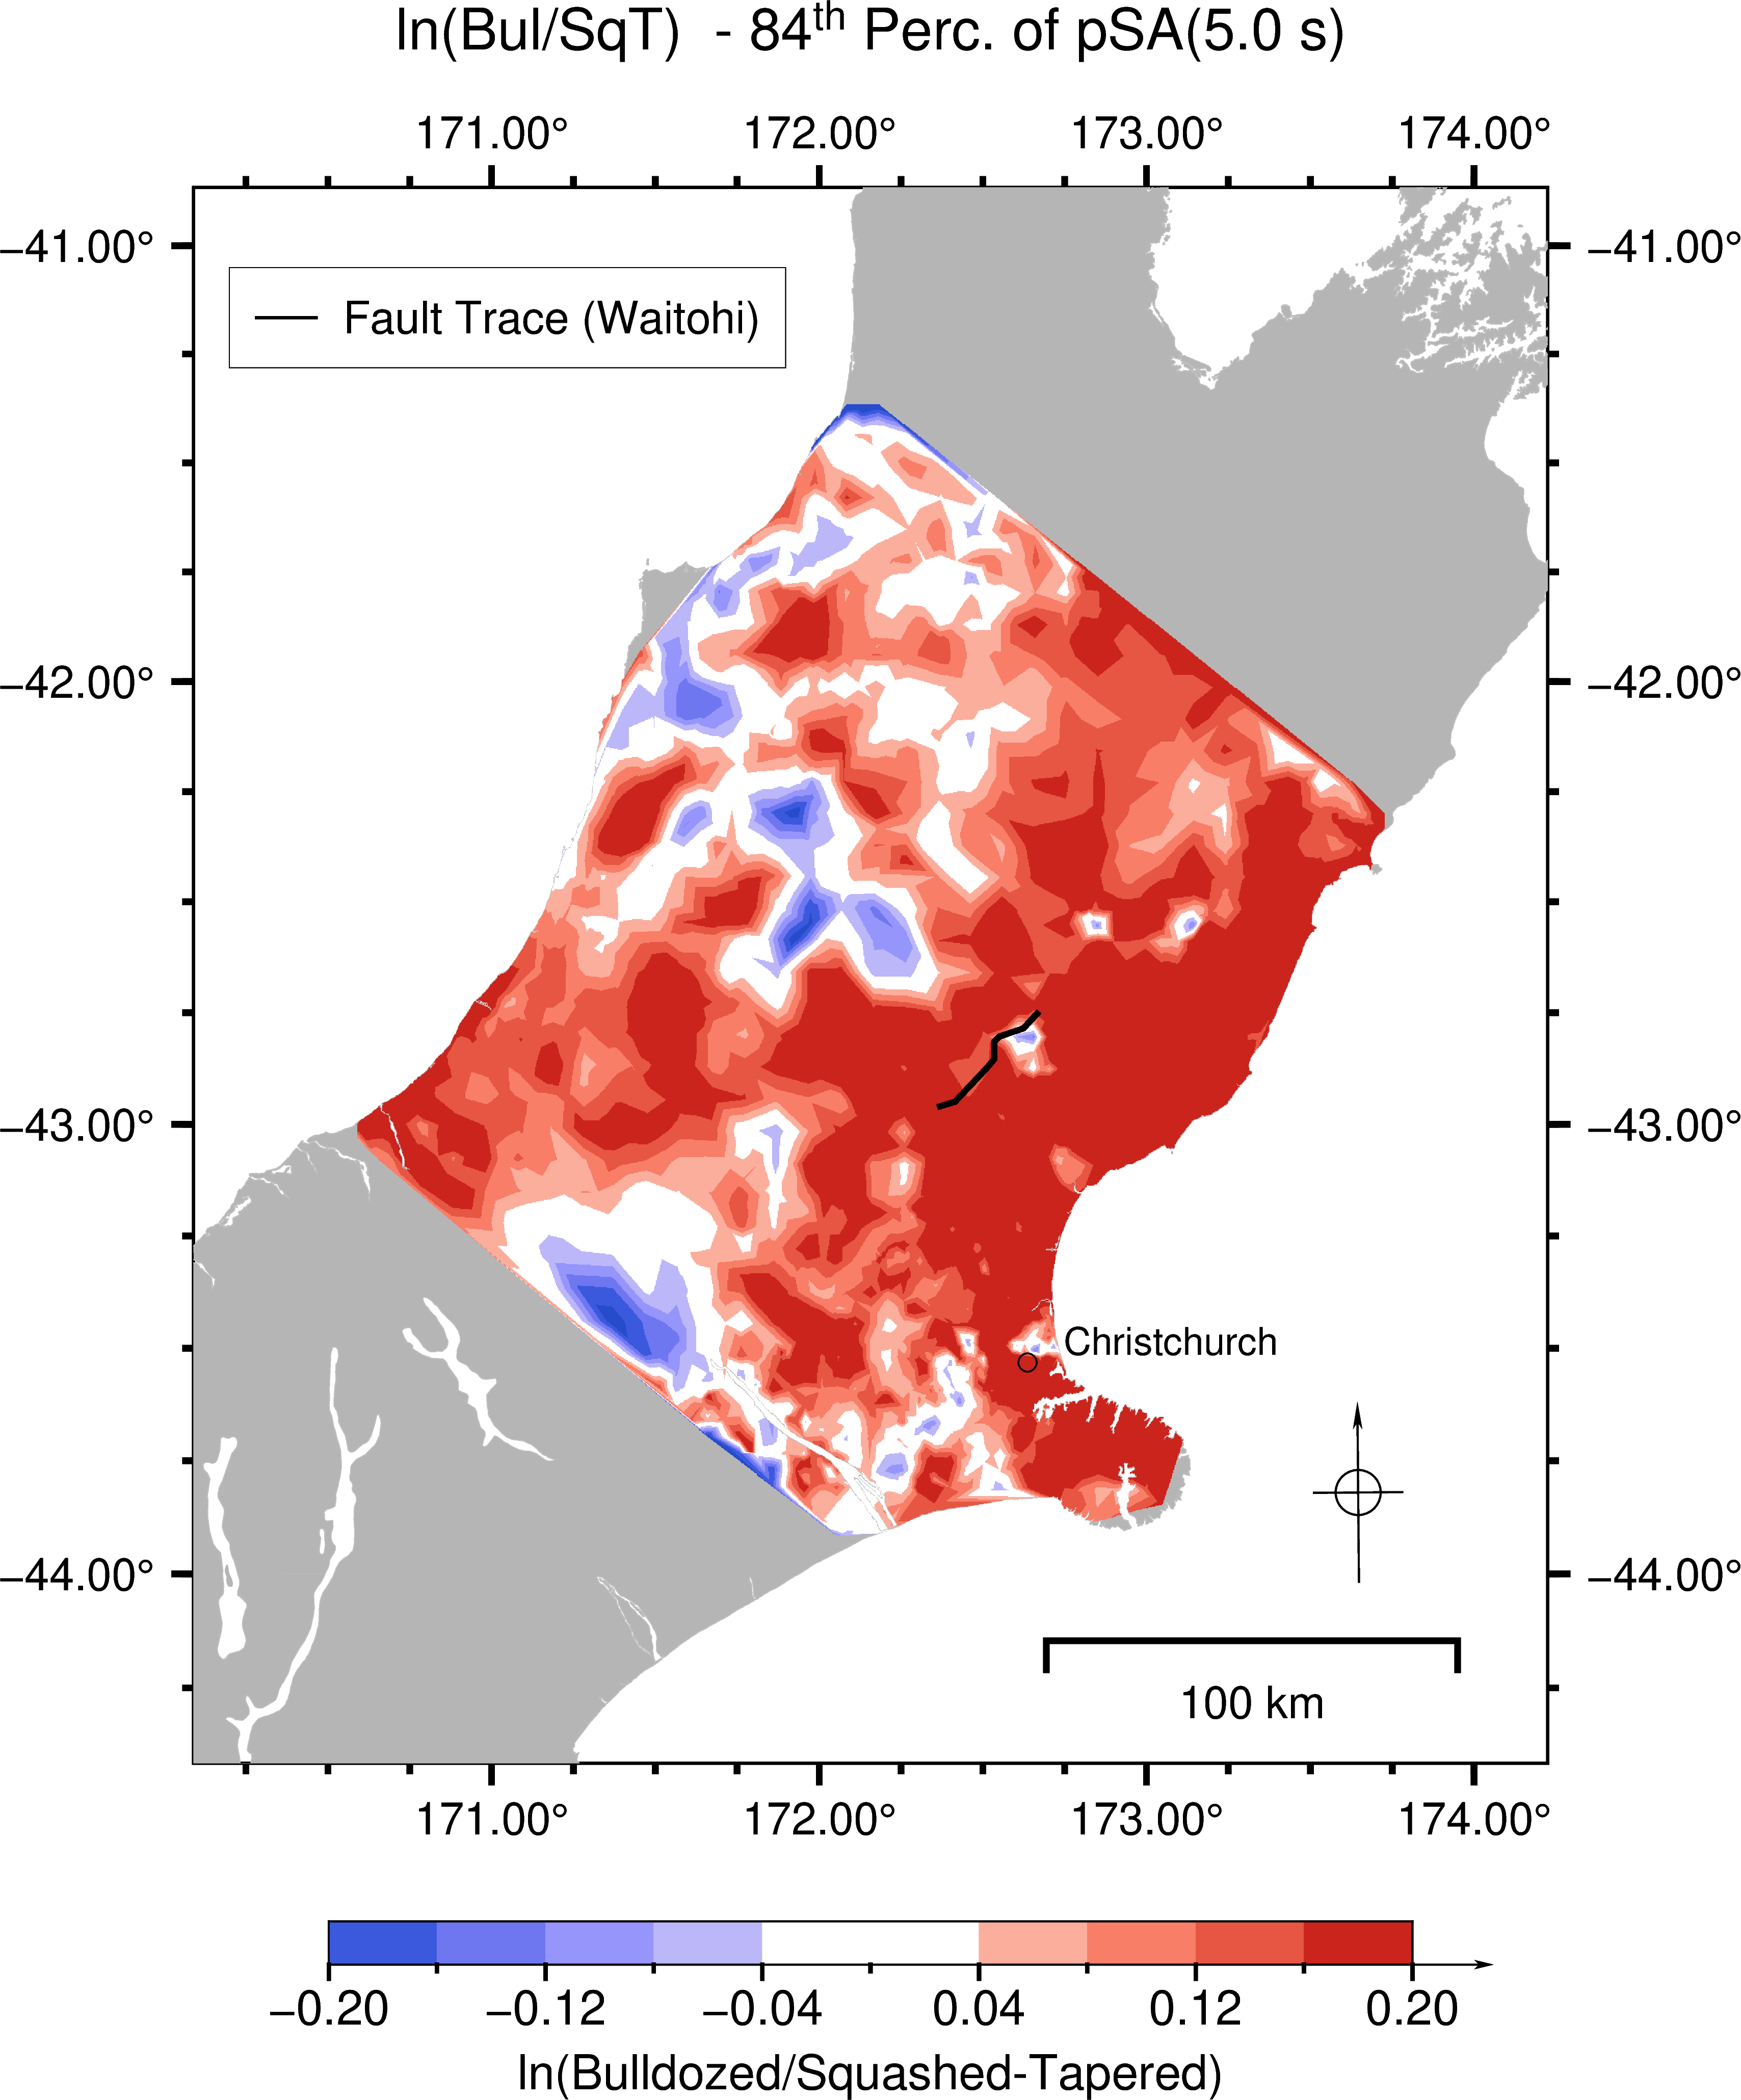 ln(Bul/SqT) - 84th Perc. of pSA(5.0 s)
171.00° 172.00° 173.00° 174.00°
−41.00° −41.00°
Fault Trace (Waitohi)
−42.00° −42.00°
−43.00° −43.00°
Christchurch
−44.00° −44.00°
100 km
171.00° 172.00° 173.00° 174.00°
−0.20 −0.12 −0.04 0.04 0.12 0.20
ln(Bulldozed/Squashed-Tapered)